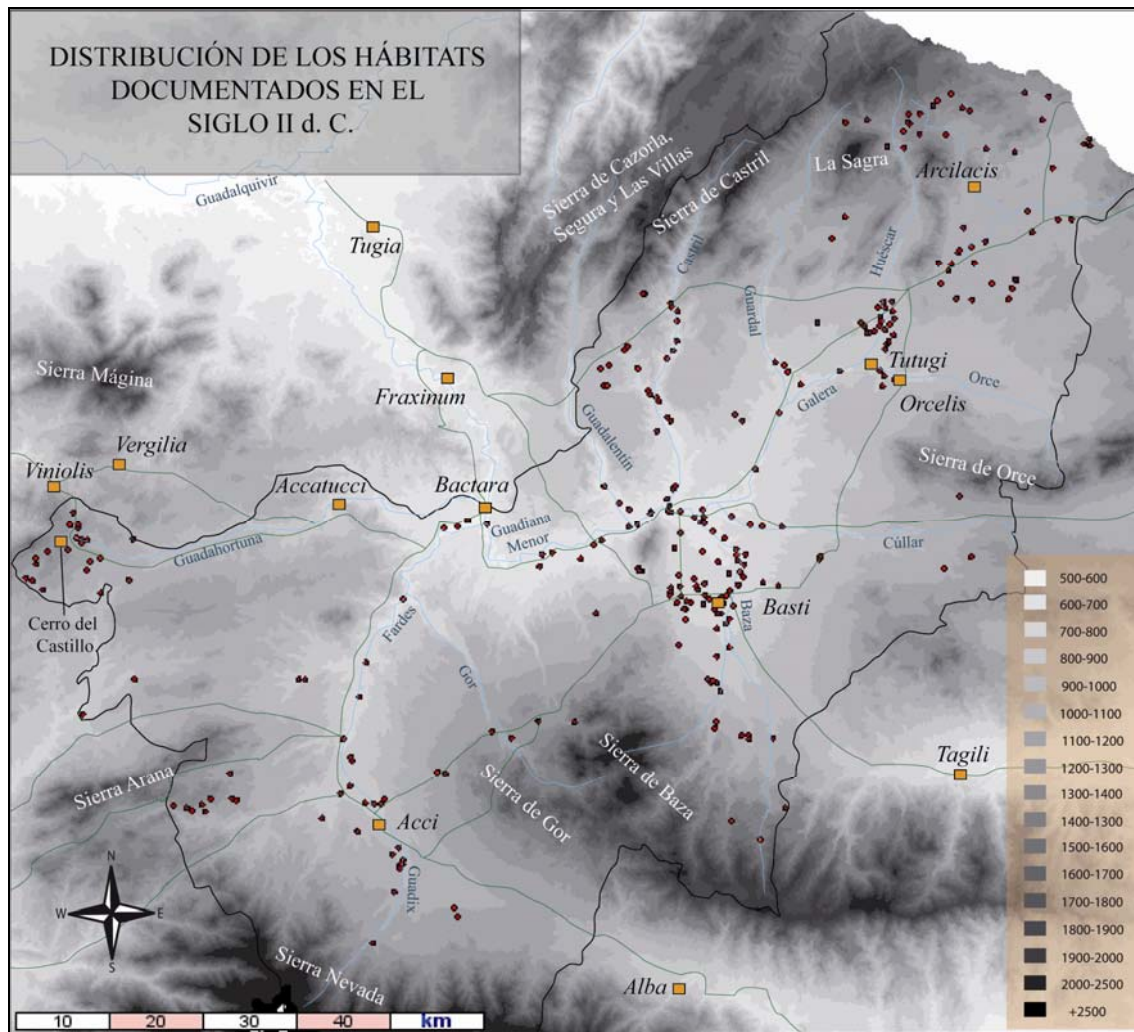 DISTRIBUCIÓN DE LOS HÁBITATS
DOCUMENTADOS EN EL
SIGLO II d. C.
Guadalquivir
Tugia
Sierra de Cazorla,
Segura y Las Villas
Sierra de Castril
Castril
La Sagra
Arcilacis
Huéscar
Guardal
Sierra Mágina
Fraxinum
Tutugi
Galera
Orcelis
Orce
Vergilia
Viniolis
Accatucci
Bactara
Guadalentín
Sierra de Orce
Guadahortuna
Guadiana
Menor
Cúllar
Cerro del
Castillo
Fardes
Basti
Baza
Gor
Sierra Arana
Sierra de Gor
Sierra de Baza
Tagili
Acci
Guadix
Sierra Nevada
Alba
N
W
E
S
10
20
30
40
km
500-600
600-700
700-800
800-900
900-1000
1000-1100
1100-1200
1200-1300
1300-1400
1400-1300
1500-1600
1600-1700
1700-1800
1800-1900
1900-2000
2000-2500
+2500